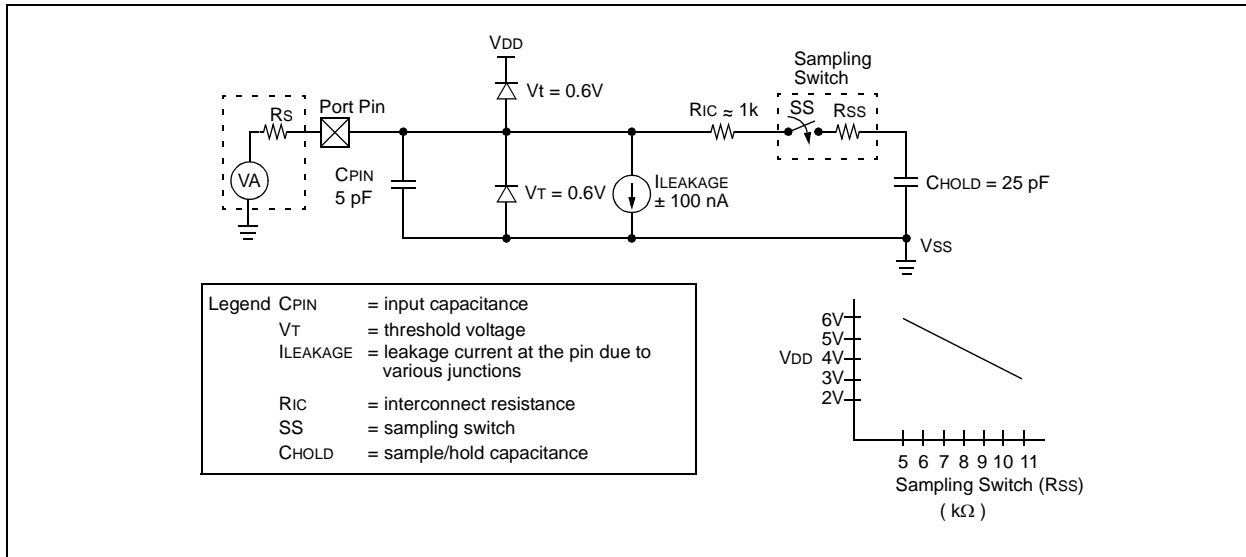 VDD
Sampling
Switch
Vt = 0.6V
RS
Port Pin
RIC ≈ 1k
SS
RSS
VA
CPIN
5 pF
VT = 0.6V
ILEAKAGE
± 100 nA
CHOLD = 25 pF
VSS
Legend CPIN = input capacitance
VT = threshold voltage
ILEAKAGE = leakage current at the pin due to
various junctions
RIC = interconnect resistance
SS = sampling switch
CHOLD = sample/hold capacitance
6V
5V
VDD 4V
3V
2V
5 6 7 8 9 10 11
Sampling Switch (RSS)
( kΩ )